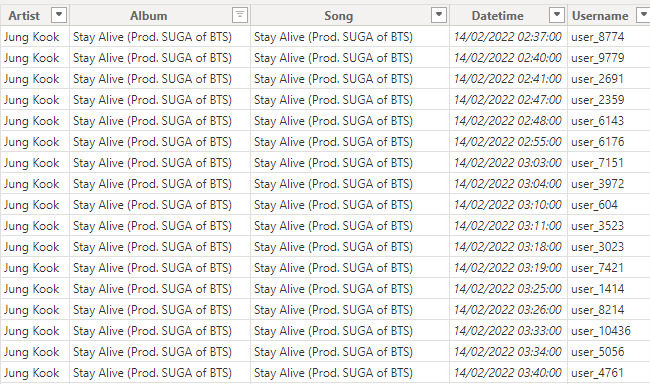 Artist Album Song Datetime Username
Jung Kook Stay Alive (Prod. SUGA of BTS) Stay Alive (Prod. SUGA of BTS) 14/02/2022 02:37:00 user_8774
Jung Kook Stay Alive (Prod. SUGA of BTS) Stay Alive (Prod. SUGA of BTS) 14/02/2022 02:40:00 user_9779
Jung Kook Stay Alive (Prod. SUGA of BTS) Stay Alive (Prod. SUGA of BTS) 14/02/2022 02:41:00 user_2691
Jung Kook Stay Alive (Prod. SUGA of BTS) Stay Alive (Prod. SUGA of BTS) 14/02/2022 02:47:00 user_2359
Jung Kook Stay Alive (Prod. SUGA of BTS) Stay Alive (Prod. SUGA of BTS) 14/02/2022 02:48:00 user_6143
Jung Kook Stay Alive (Prod. SUGA of BTS) Stay Alive (Prod. SUGA of BTS) 14/02/2022 02:55:00 user_6176
Jung Kook Stay Alive (Prod. SUGA of BTS) Stay Alive (Prod. SUGA of BTS) 14/02/2022 03:03:00 user_7151
Jung Kook Stay Alive (Prod. SUGA of BTS) Stay Alive (Prod. SUGA of BTS) 14/02/2022 03:04:00 user_3972
Jung Kook Stay Alive (Prod. SUGA of BTS) Stay Alive (Prod. SUGA of BTS) 14/02/2022 03:10:00 user_604
Jung Kook Stay Alive (Prod. SUGA of BTS) Stay Alive (Prod. SUGA of BTS) 14/02/2022 03:11:00 user_3523
Jung Kook Stay Alive (Prod. SUGA of BTS) Stay Alive (Prod. SUGA of BTS) 14/02/2022 03:18:00 user_3023
Jung Kook Stay Alive (Prod. SUGA of BTS) Stay Alive (Prod. SUGA of BTS) 14/02/2022 03:19:00 user_7421
Jung Kook Stay Alive (Prod. SUGA of BTS) Stay Alive (Prod. SUGA of BTS) 14/02/2022 03:25:00 user_1414
Jung Kook Stay Alive (Prod. SUGA of BTS) Stay Alive (Prod. SUGA of BTS) 14/02/2022 03:26:00 user_8214
Jung Kook Stay Alive (Prod. SUGA of BTS) Stay Alive (Prod. SUGA of BTS) 14/02/2022 03:33:00 user_10436
Jung Kook Stay Alive (Prod. SUGA of BTS) Stay Alive (Prod. SUGA of BTS) 14/02/2022 03:34:00 user_5056
Jung Kook Stay Alive (Prod. SUGA of BTS) Stay Alive (Prod. SUGA of BTS) 14/02/2022 03:40:00 user_4761